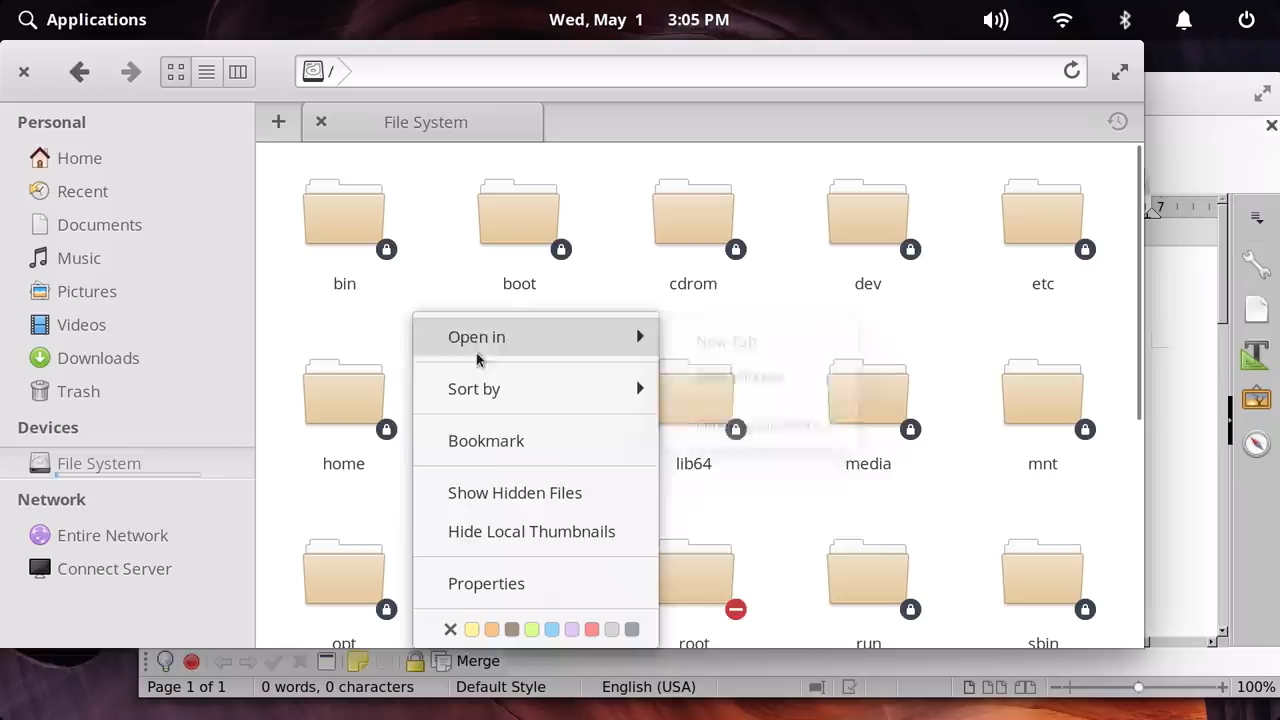 Applications
Wed, May 1 3:05 PM
/
Personal
Home
Recent
Documents
Music
Pictures
Videos
Downloads
Trash
Devices
File System
Network
Entire Network
Connect Server
File System
7
bin boot cdrom dev etc
home lib64 media mnt
opt root run sbin
Open in
Sort by
Bookmark
Show Hidden Files
Hide Local Thumbnails
Properties
New Tab
Merge
Page 1 of 1 0 words, 0 characters Default Style English (USA) 100%